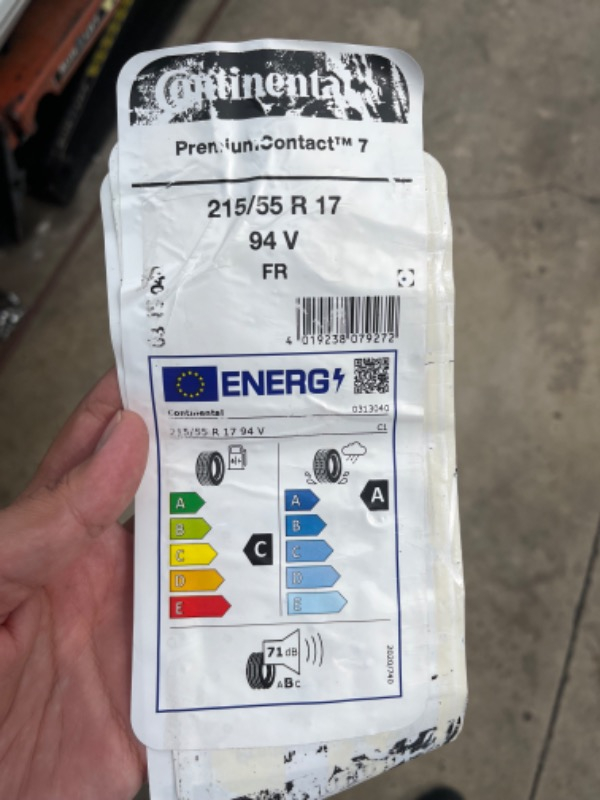 Continental
PremiumContact™ 7
215/55 R 17
94 V
FR
4 019238 079272
ENERG
Continental
0313040
215/55 R 17 94 V
C1
A
B
C
D
E
C
A
B
C
D
E
A
71 dB
ABC
2020/740